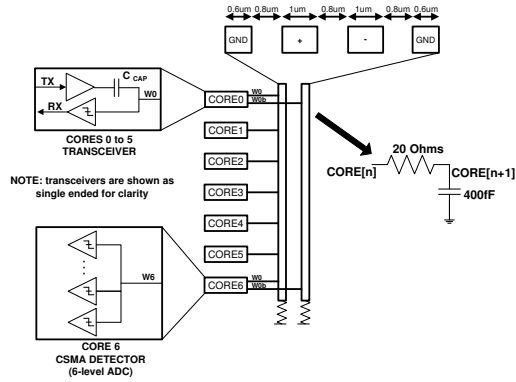 0.6um 0.8um 1um 0.8um 1um 0.8um 0.6um
GND + - GND
TX
C CAP
W0
RX
CORES 0 to 5
TRANSCEIVER
NOTE: transceivers are shown as
single ended for clarity
CORE0
W0
W0b
CORE1
CORE2
CORE3
CORE4
CORE5
CORE6
W0
W0b
20 Ohms
CORE[n]
CORE[n+1]
400fF
W6
CORE 6
CSMA DETECTOR
(6-level ADC)